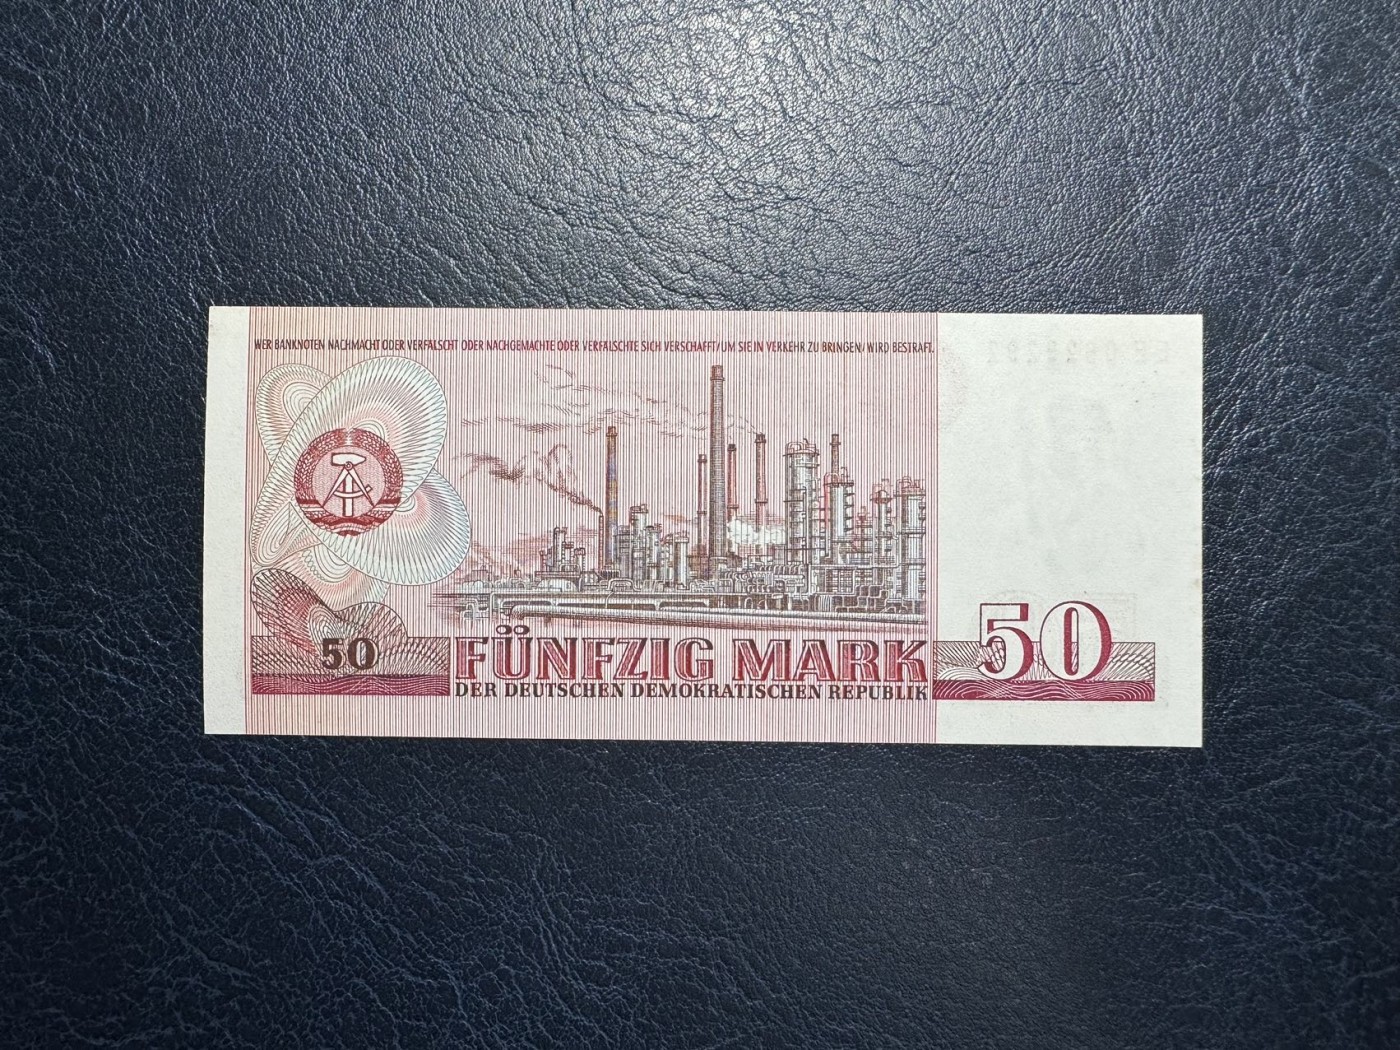 WER BANKNOTEN NACHMACHT ODER VERFÄLSCHT ODER NACHGEMACHTE ODER VERFÄLSCHTE SICH VERSCHAFFT/UM SIE IN VERKEHR ZU BRINGEN/WIRD BESTRAFT.
50
FÜNFZIG MARK
DER DEUTSCHEN DEMOKRATISCHEN REPUBLIK
50